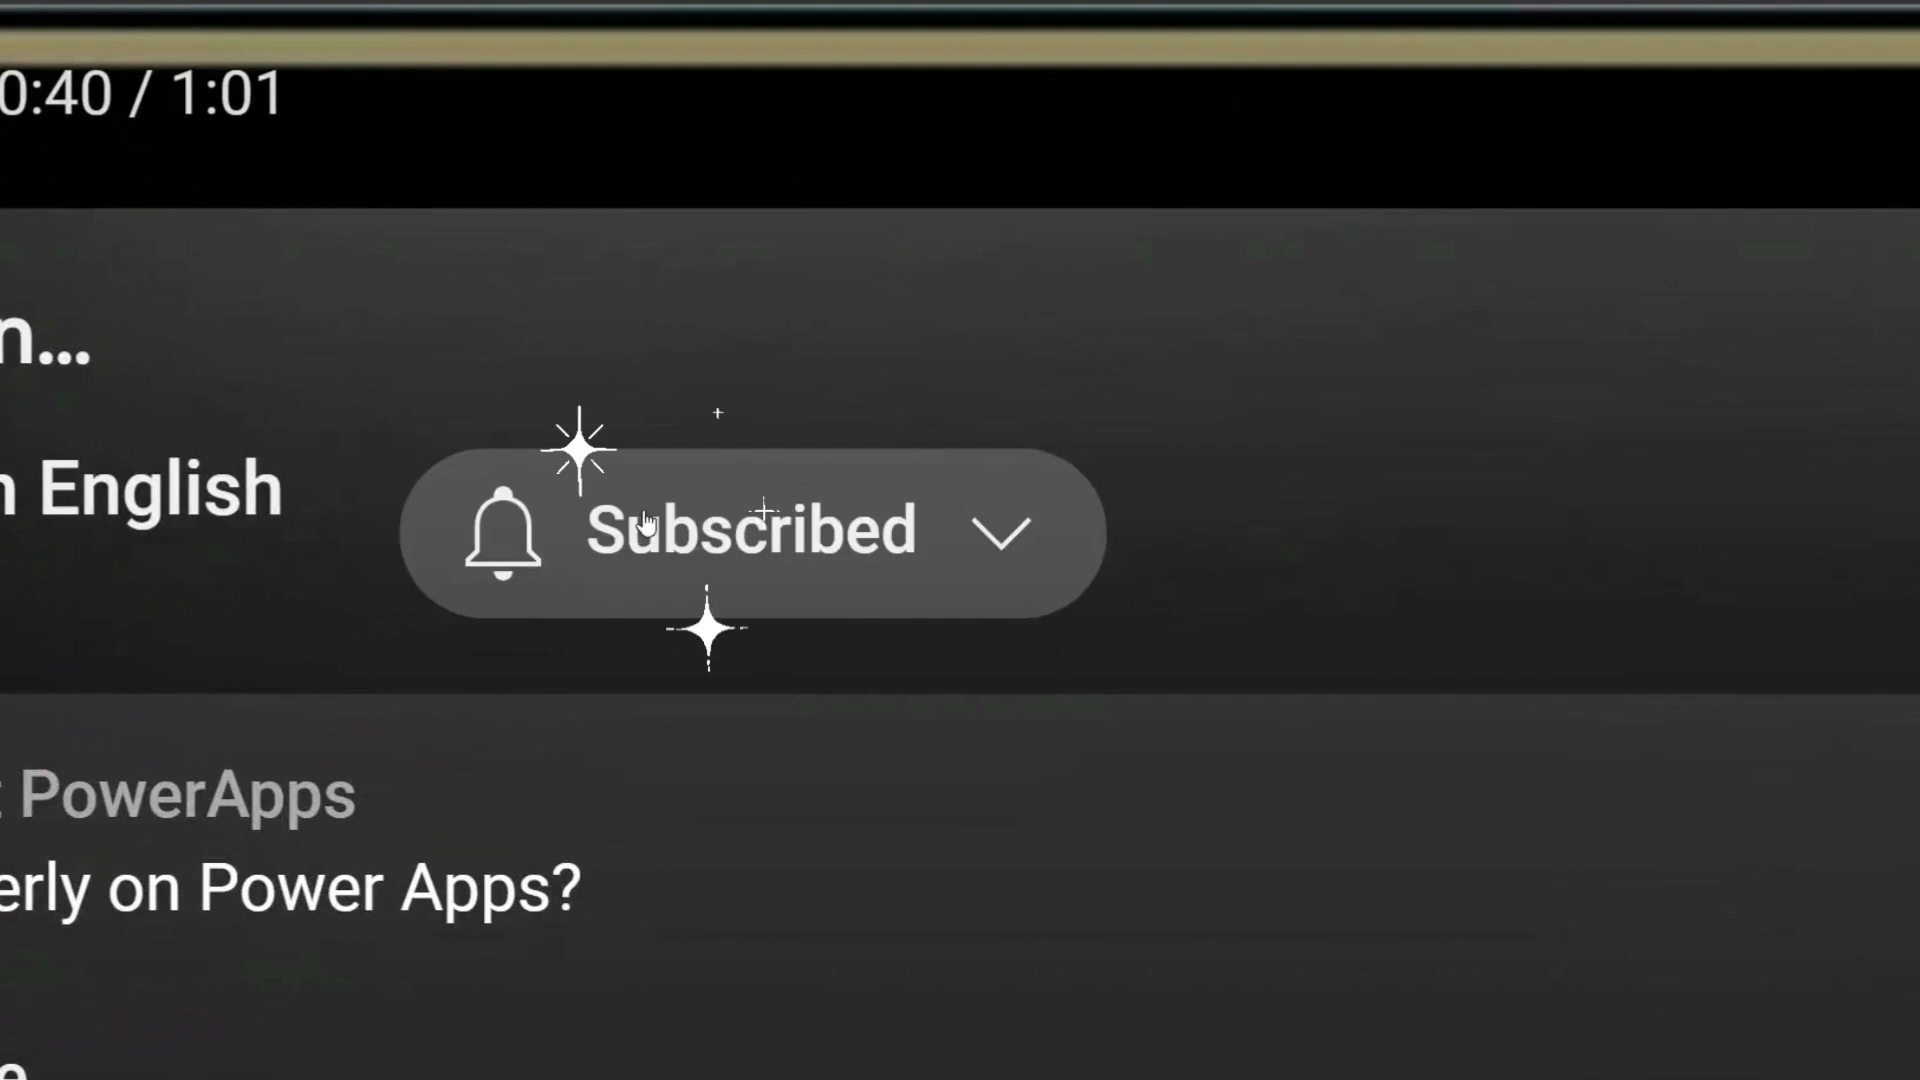 0:40 / 1:01
n...
n English
Subscribed
PowerApps
erly on Power Apps?